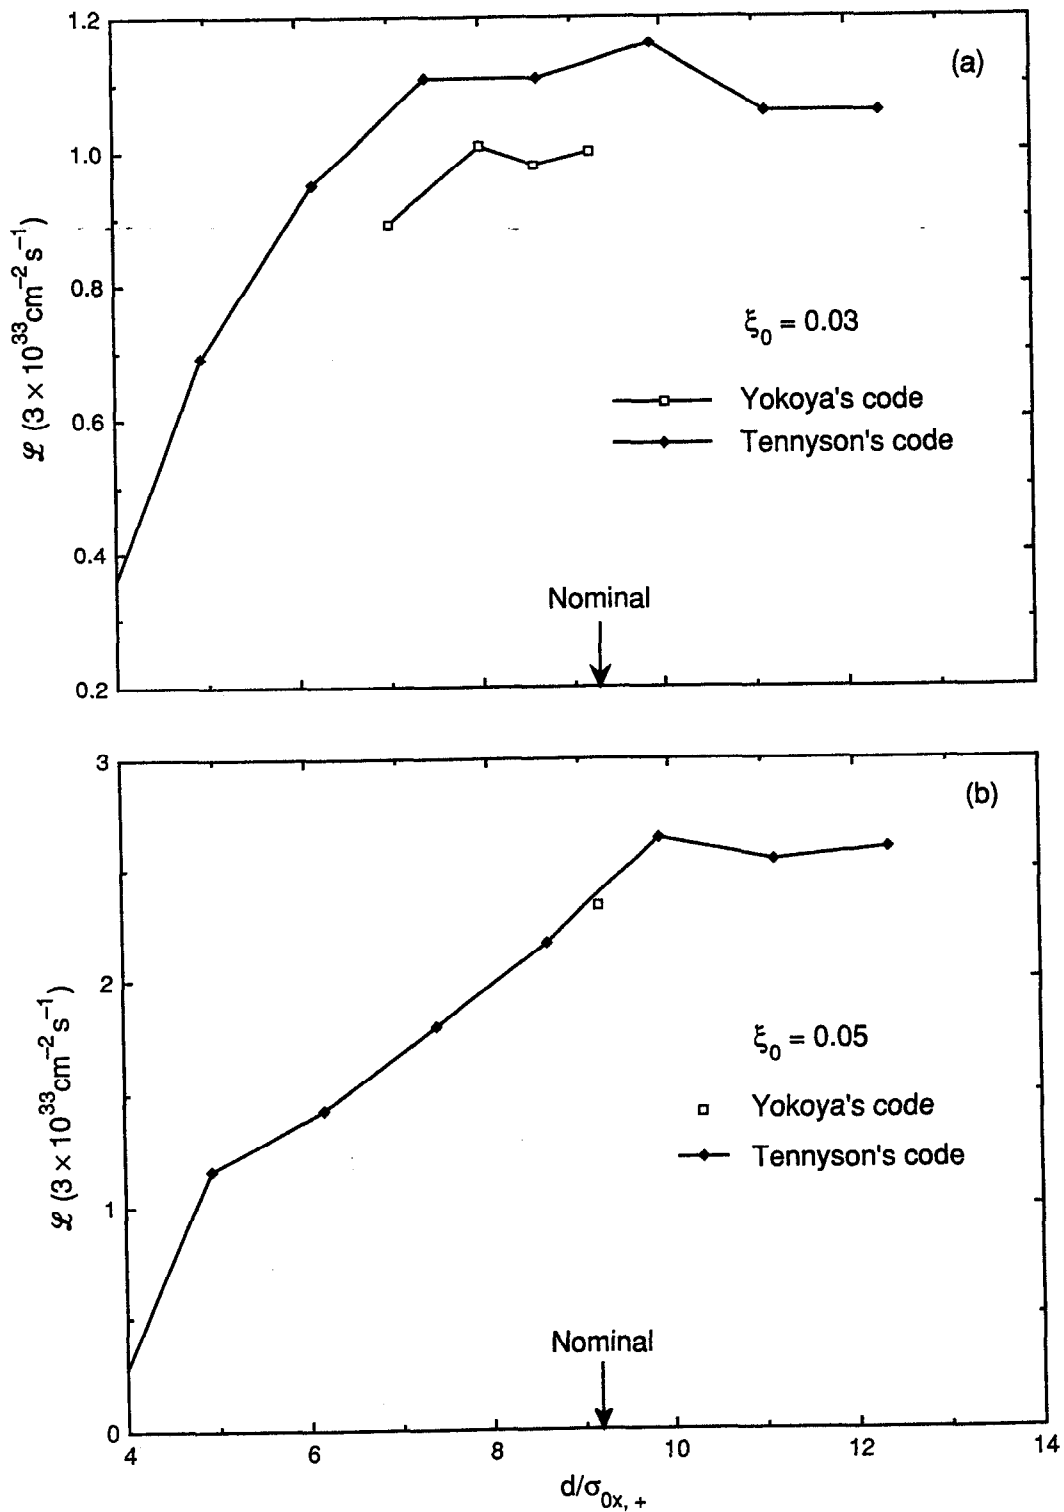 1.2
(a)
1.0
0.8
0.6
0.4
0.2
ℒ (3 × 10³³cm⁻² s⁻¹)
ξ₀ = 0.03
Yokoya's code
Tennyson's code
Nominal
3
(b)
2
1
0
ℒ (3 × 10³³cm⁻² s⁻¹)
ξ₀ = 0.05
Yokoya's code
Tennyson's code
Nominal
4 6 8 10 12 14
d/σ₀ₓ, ₊